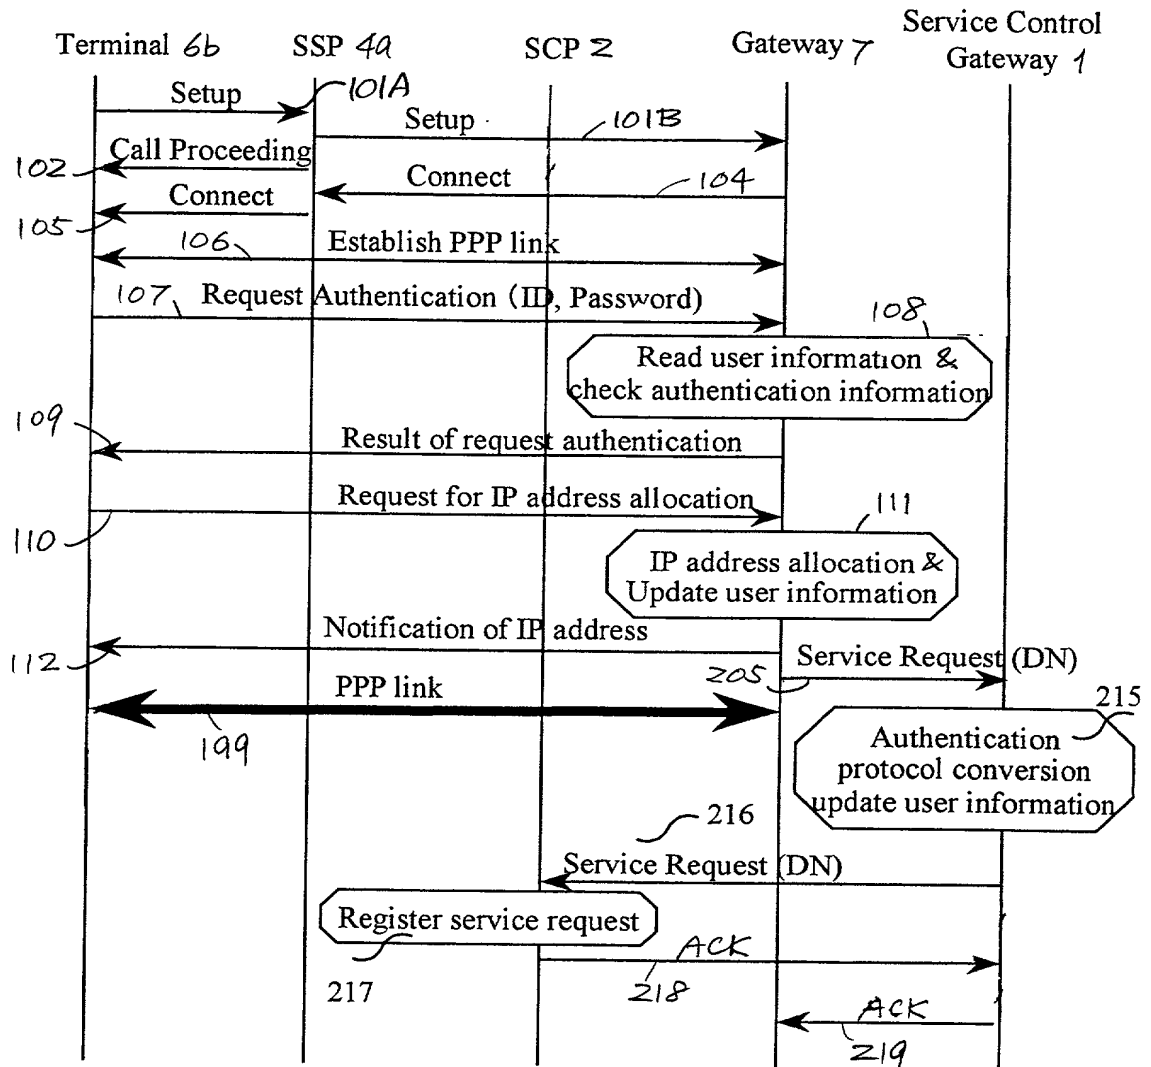 Terminal 6b
SSP 4a
SCP 2
Gateway 7
Service Control
Gateway 1
Setup
101A
Setup
101B
Call Proceeding
102
Connect
104
Connect
105
106
Establish PPP link
107
Request Authentication (ID, Password)
108
Read user information &
check authentication information
109
Result of request authentication
Request for IP address allocation
110
111
IP address allocation &
Update user information
Notification of IP address
112
Service Request (DN)
205
PPP link
199
215
Authentication
protocol conversion
update user information
216
Service Request (DN)
Register service request
217
ACK
218
ACK
219